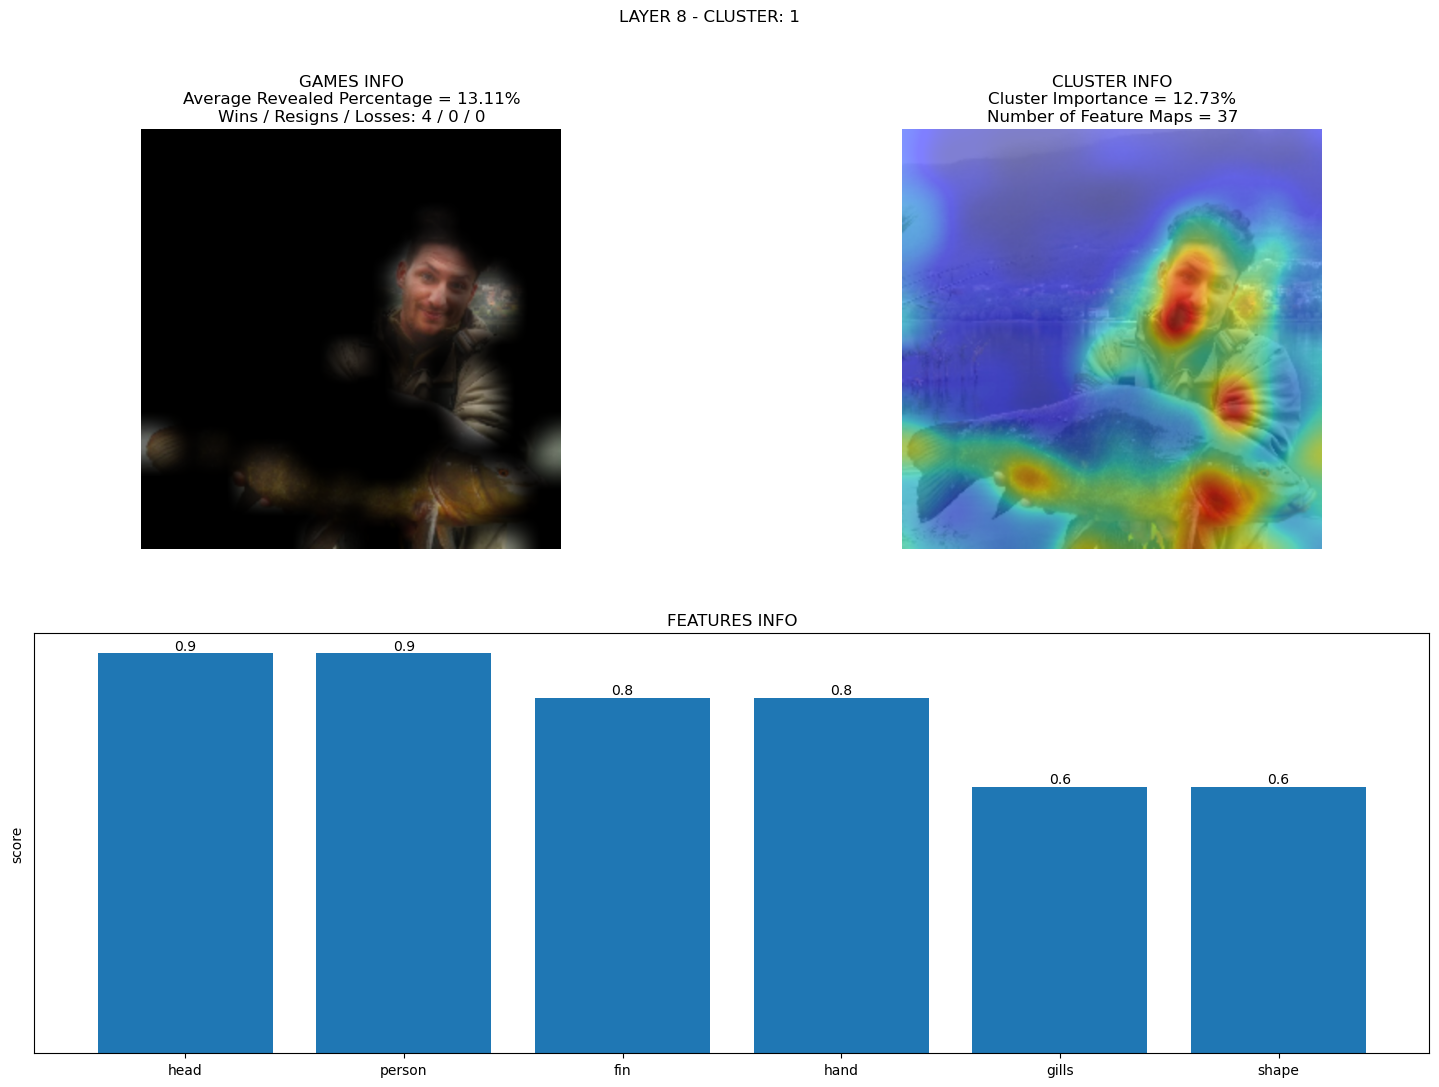 LAYER 8 - CLUSTER: 1
GAMES INFO
Average Revealed Percentage = 13.11%
Wins / Resigns / Losses: 4 / 0 / 0
CLUSTER INFO
Cluster Importance = 12.73%
Number of Feature Maps = 37
FEATURES INFO
score
0.9
0.9
0.8
0.8
0.6
0.6
head
person
fin
hand
gills
shape